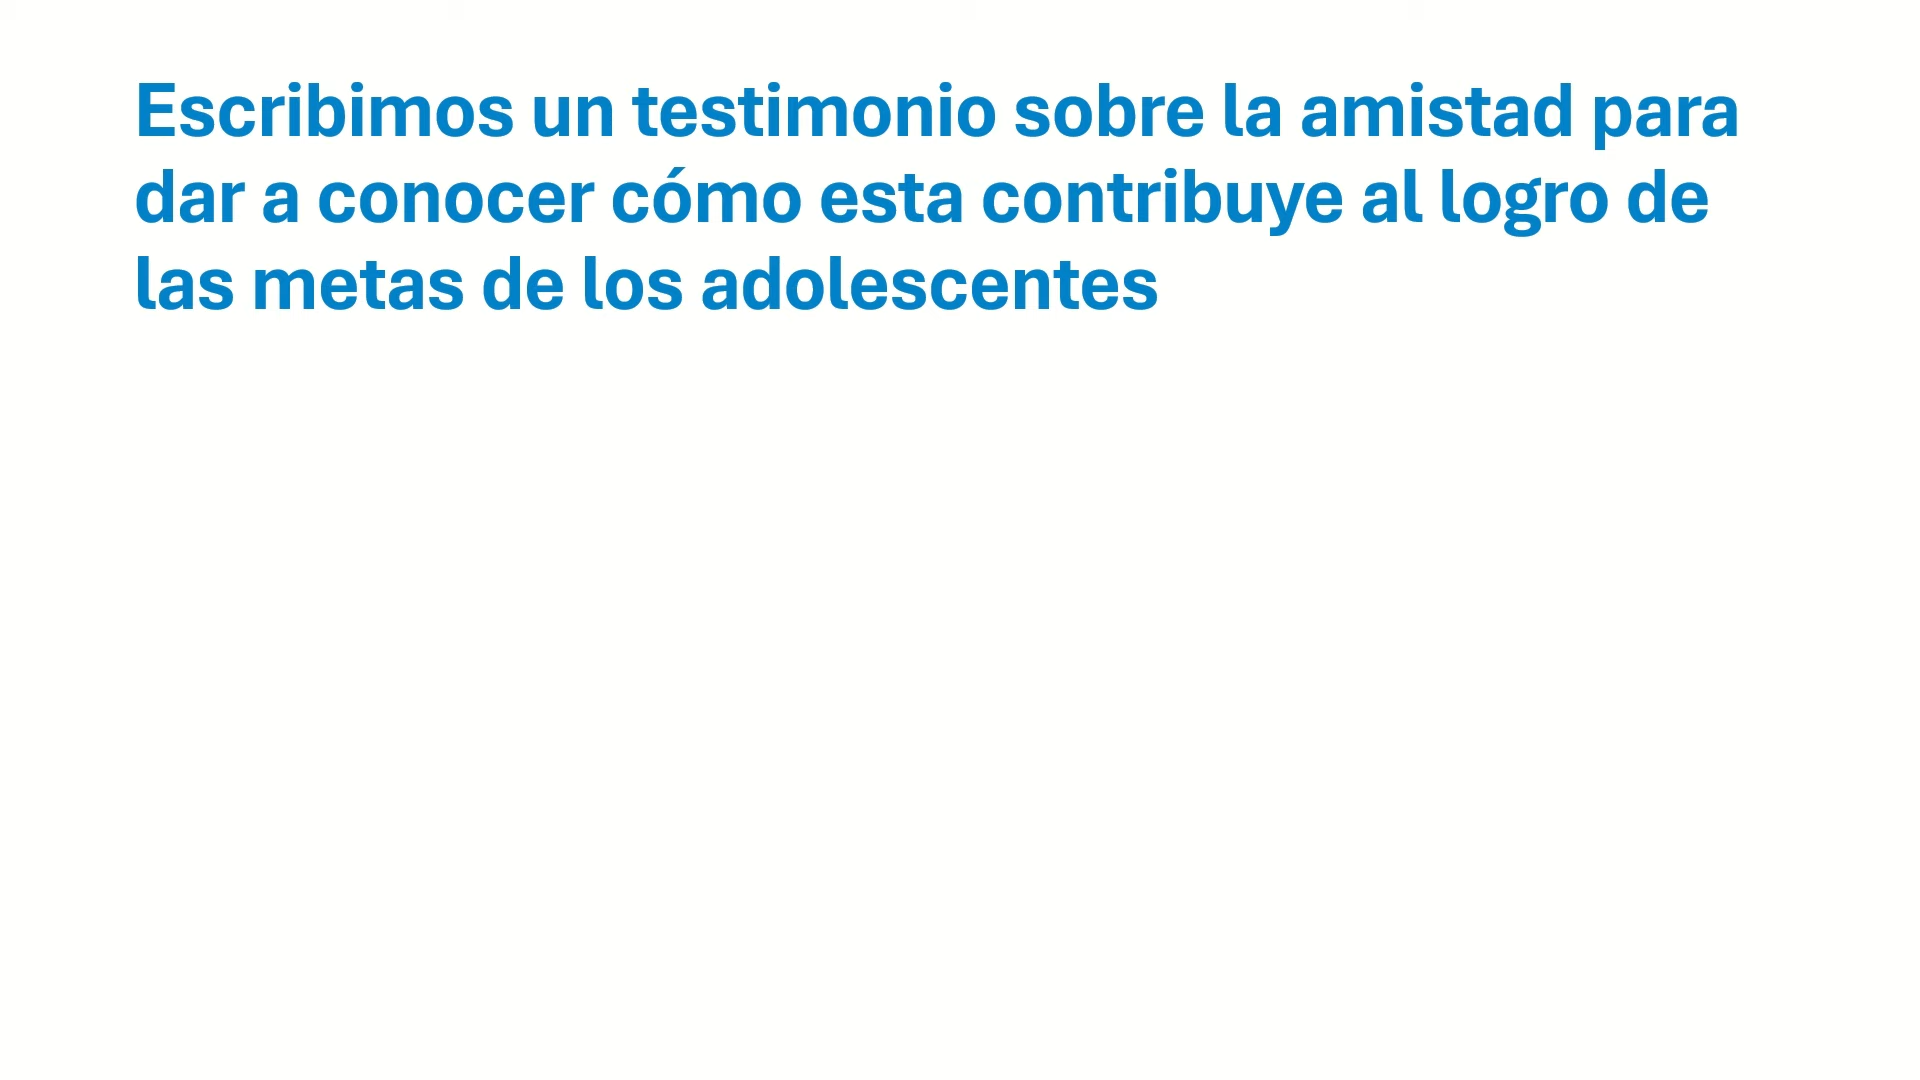 Escribimos un testimonio sobre la amistad para
dar a conocer cómo esta contribuye al logro de
las metas de los adolescentes